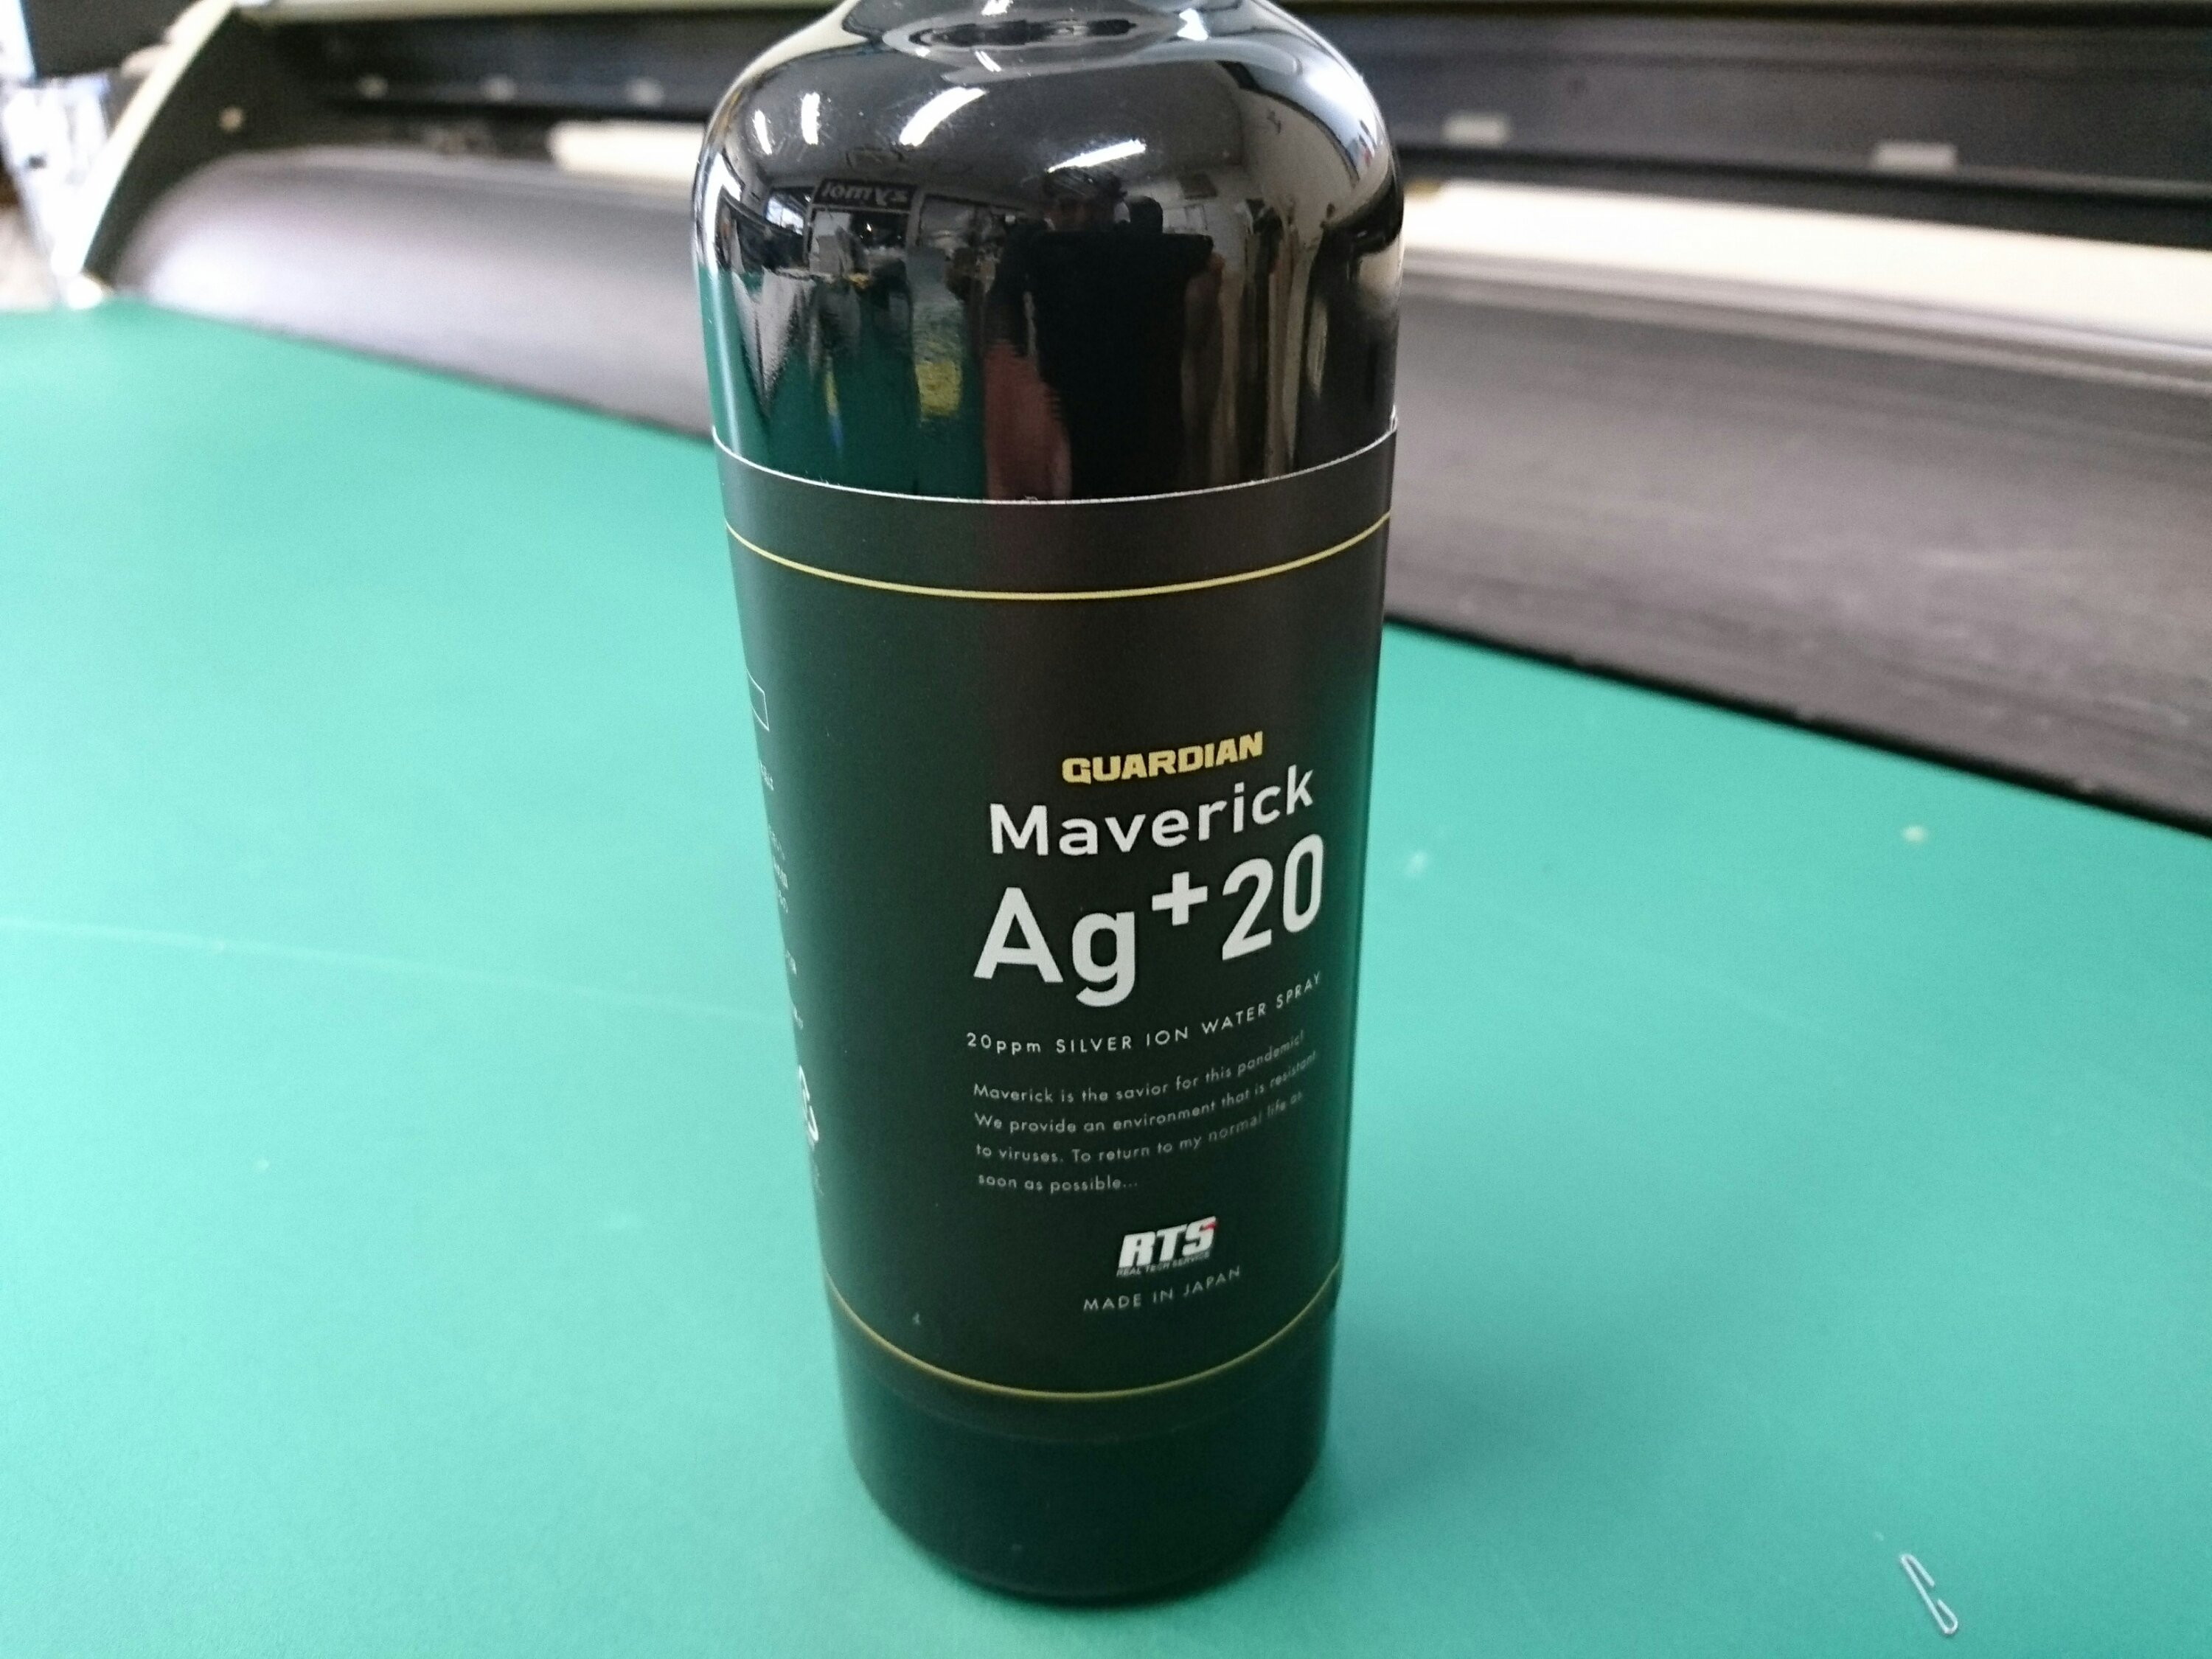 GUARDIAN
Maverick
Ag+20
20ppm SILVER ION WATER SPRAY
Maverick is the savior for this pandemic!
We provide an environment that is resistant
to viruses. To return to my normal life as
soon as possible...
RTS
REAL TECH SERVICE
MADE IN JAPAN